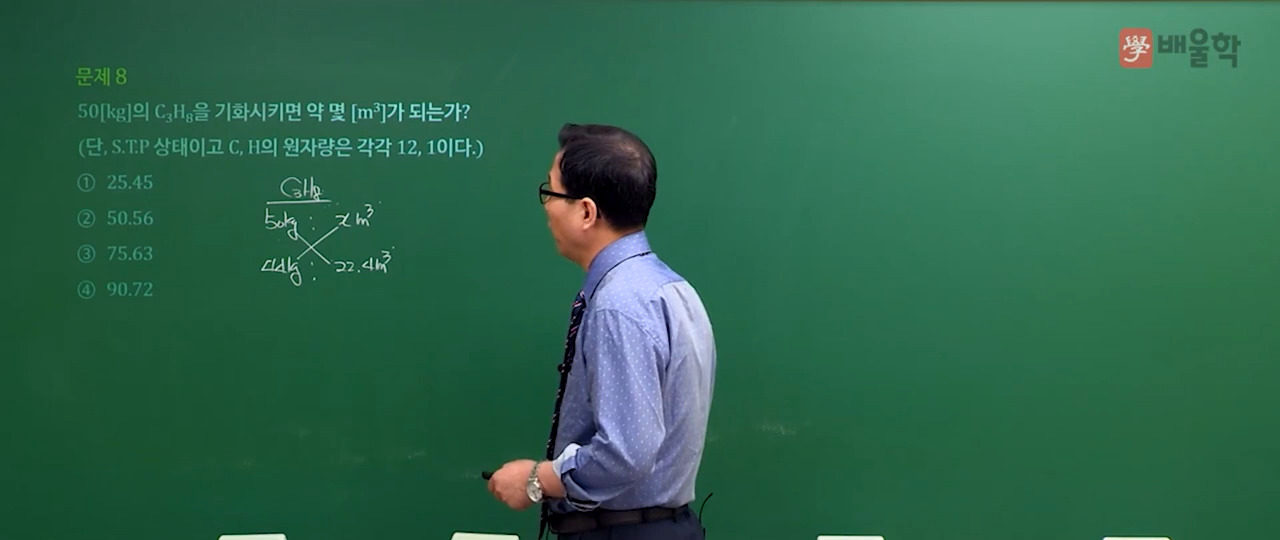 學 배울학
문제 8
50[kg]의 C₃H₈을 기화시키면 약 몇 [m³]가 되는가?
(단, S.T.P 상태이고 C, H의 원자량은 각각 12, 1이다.)
① 25.45
② 50.56
③ 75.63
④ 90.72
C₃H₈
50kg : x m³
44kg : 22.4m³